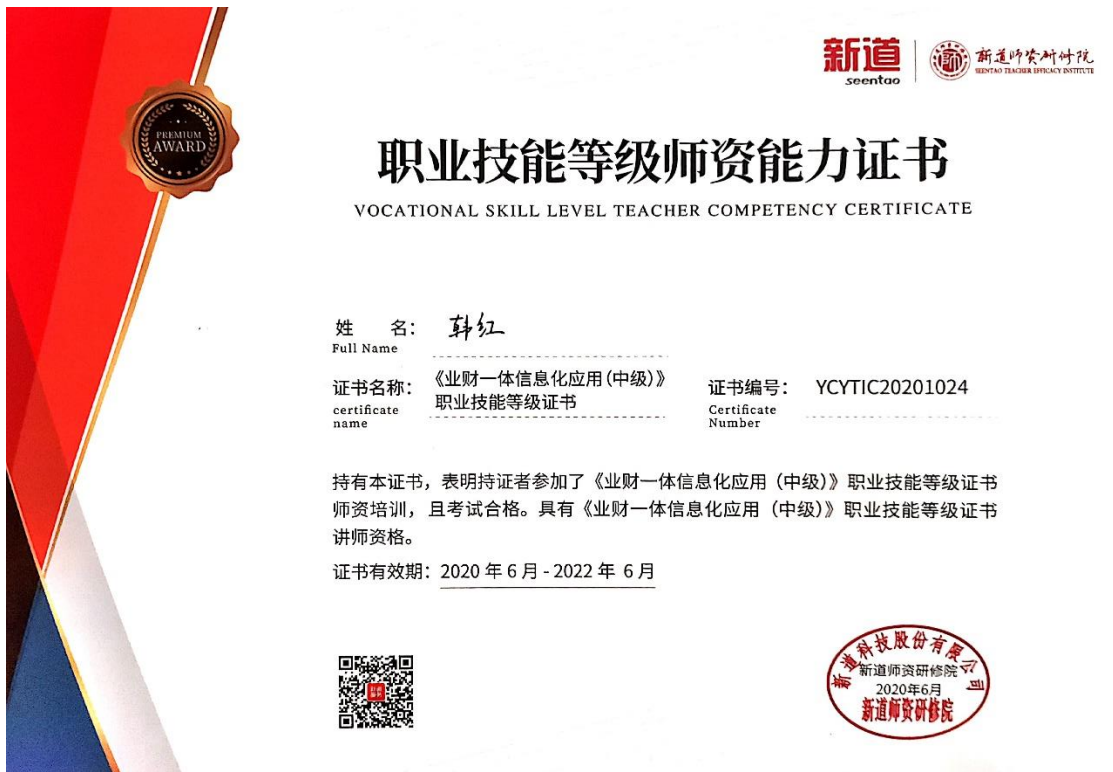 新道
seentao
新道师资研修院
SEENTAO TEACHER EFFICACY INSTITUTE
PREMIUM
AWARD
职业技能等级师资能力证书
VOCATIONAL SKILL LEVEL TEACHER COMPETENCY CERTIFICATE
姓 名： 韩红
Full Name
证书名称： 《业财一体信息化应用(中级)》
职业技能等级证书
certificate
name
证书编号： YCYTIC20201024
Certificate
Number
持有本证书，表明持证者参加了《业财一体信息化应用（中级）》职业技能等级证书
师资培训，且考试合格。具有《业财一体信息化应用（中级）》职业技能等级证书
讲师资格。
证书有效期：2020 年 6 月 - 2022 年 6 月
新道科技股份有限公司
新道师资研修院
2020年6月
新道师资研修院